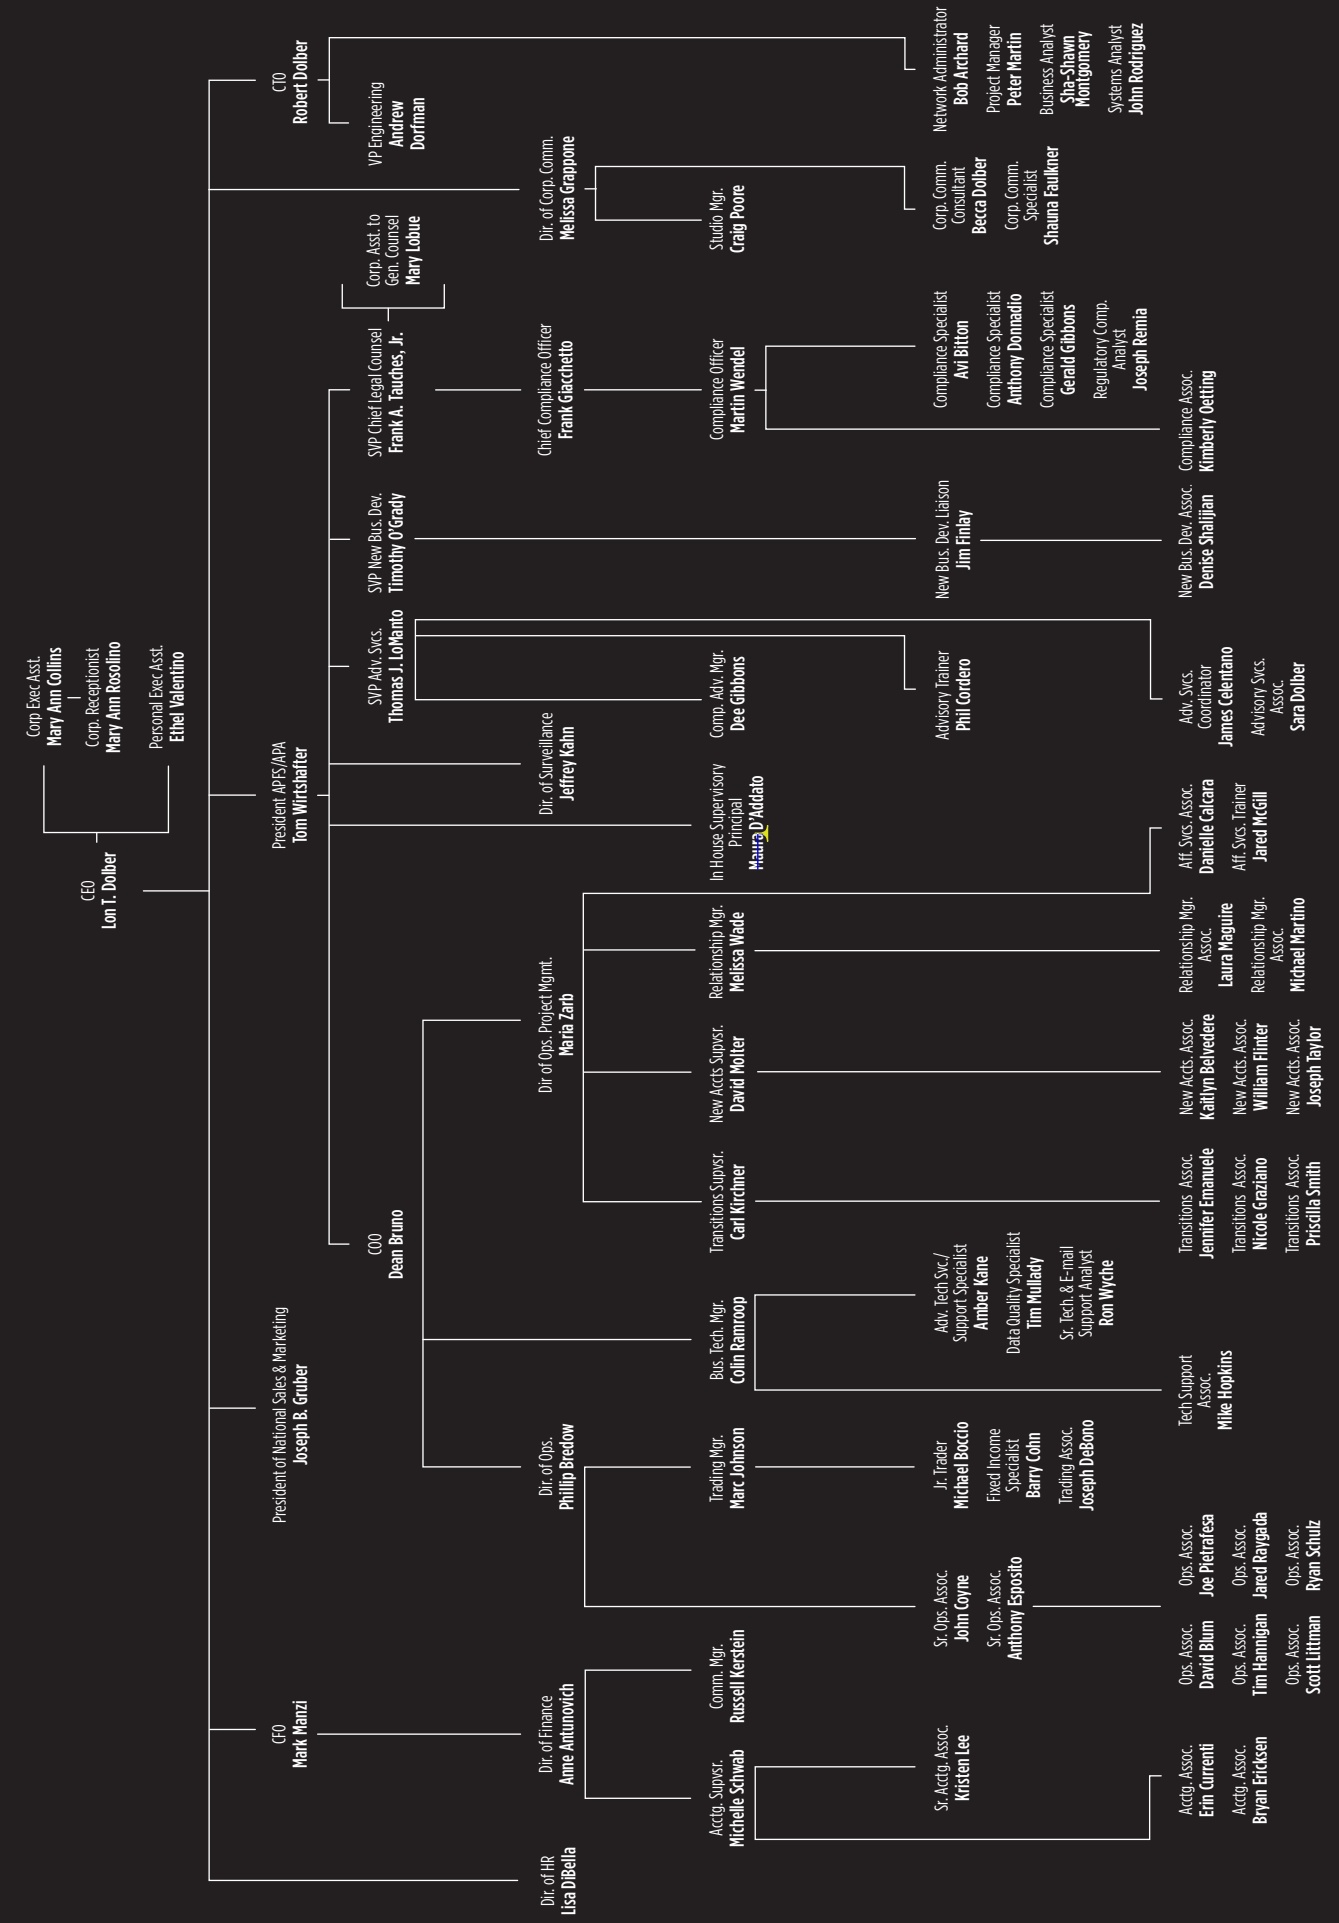 Corp Exec Asst.
Mary Ann Collins
Corp. Receptionist
Mary Ann Rosolino
Personal Exec Asst.
Ethel Valentino
CEO
Lon T. Dolber
CFO
Mark Manzi
President of National Sales & Marketing
Joseph B. Gruber
President APFS/APA
Tom Wirtshafter
CTO
Robert Dolber
COO
Dean Bruno
SVP Adv. Svcs.
Thomas J. LoManto
SVP New Bus. Dev.
Timothy O'Grady
SVP Chief Legal Counsel
Frank A. Tauches, Jr.
Corp. Asst. to
Gen. Counsel
Mary Lobue
VP Engineering
Andrew
Dorfman
Dir. of HR
Lisa DiBella
Dir. of Finance
Anne Antunovich
Dir. of Ops.
Phillip Bredow
Dir of Ops. Project Mgmt.
Maria Zarb
Dir. of Surveillance
Jeffrey Kahn
Chief Compliance Officer
Frank Giacchetto
Dir. of Corp. Comm.
Melissa Grappone
Acctg. Supvsr.
Michelle Schwab
Comm. Mgr.
Russell Kerstein
Trading Mgr.
Marc Johnson
Bus. Tech. Mgr.
Colin Ramroop
Transitions Supvsr.
Carl Kirchner
New Accts Supvsr.
David Molter
Relationship Mgr.
Melissa Wade
In House Supervisory
Principal
Maura D'Addato
Comp. Adv. Mgr.
Dee Gibbons
Compliance Officer
Martin Wendel
Studio Mgr.
Craig Poore
Sr. Acctg. Assoc.
Kristen Lee
Sr. Ops. Assoc.
John Coyne
Sr. Ops. Assoc.
Anthony Esposito
Jr. Trader
Michael Boccio
Fixed Income
Specialist
Barry Cohn
Trading Assoc.
Joseph DeBono
Adv. Tech Svc./
Support Specialist
Amber Kane
Data Quality Specialist
Tim Mullady
Sr. Tech. & E-mail
Support Analyst
Ron Wyche
Advisory Trainer
Phil Cordero
New Bus. Dev. Liaison
Jim Finlay
Compliance Specialist
Avi Bitton
Compliance Specialist
Anthony Donnadio
Compliance Specialist
Gerald Gibbons
Regulatory Comp.
Analyst
Joseph Remia
Corp. Comm.
Consultant
Becca Dolber
Corp. Comm.
Specialist
Shauna Faulkner
Network Administrator
Bob Archard
Project Manager
Peter Martin
Business Analyst
Sha-Shawn
Montgomery
Systems Analyst
John Rodriguez
Acctg. Assoc.
Erin Currenti
Acctg. Assoc.
Bryan Ericksen
Ops. Assoc.
David Blum
Ops. Assoc.
Tim Hannigan
Ops. Assoc.
Scott Littman
Ops. Assoc.
Joe Pietrafesa
Ops. Assoc.
Jared Raygada
Ops. Assoc.
Ryan Schulz
Tech Support
Assoc.
Mike Hopkins
Transitions Assoc.
Jennifer Emanuele
Transitions Assoc.
Nicole Graziano
Transitions Assoc.
Priscilla Smith
New Accts. Assoc.
Kaitlyn Belvedere
New Accts. Assoc.
William Flinter
New Accts. Assoc.
Joseph Taylor
Relationship Mgr.
Assoc.
Laura Maguire
Relationship Mgr.
Assoc.
Michael Martino
Aff. Svcs. Assoc.
Danielle Calcara
Aff. Svcs. Trainer
Jared McGill
Adv. Svcs.
Coordinator
James Celentano
Advisory Svcs.
Assoc.
Sara Dolber
New Bus. Dev. Assoc.
Denise Shalijian
Compliance Assoc.
Kimberly Oetting